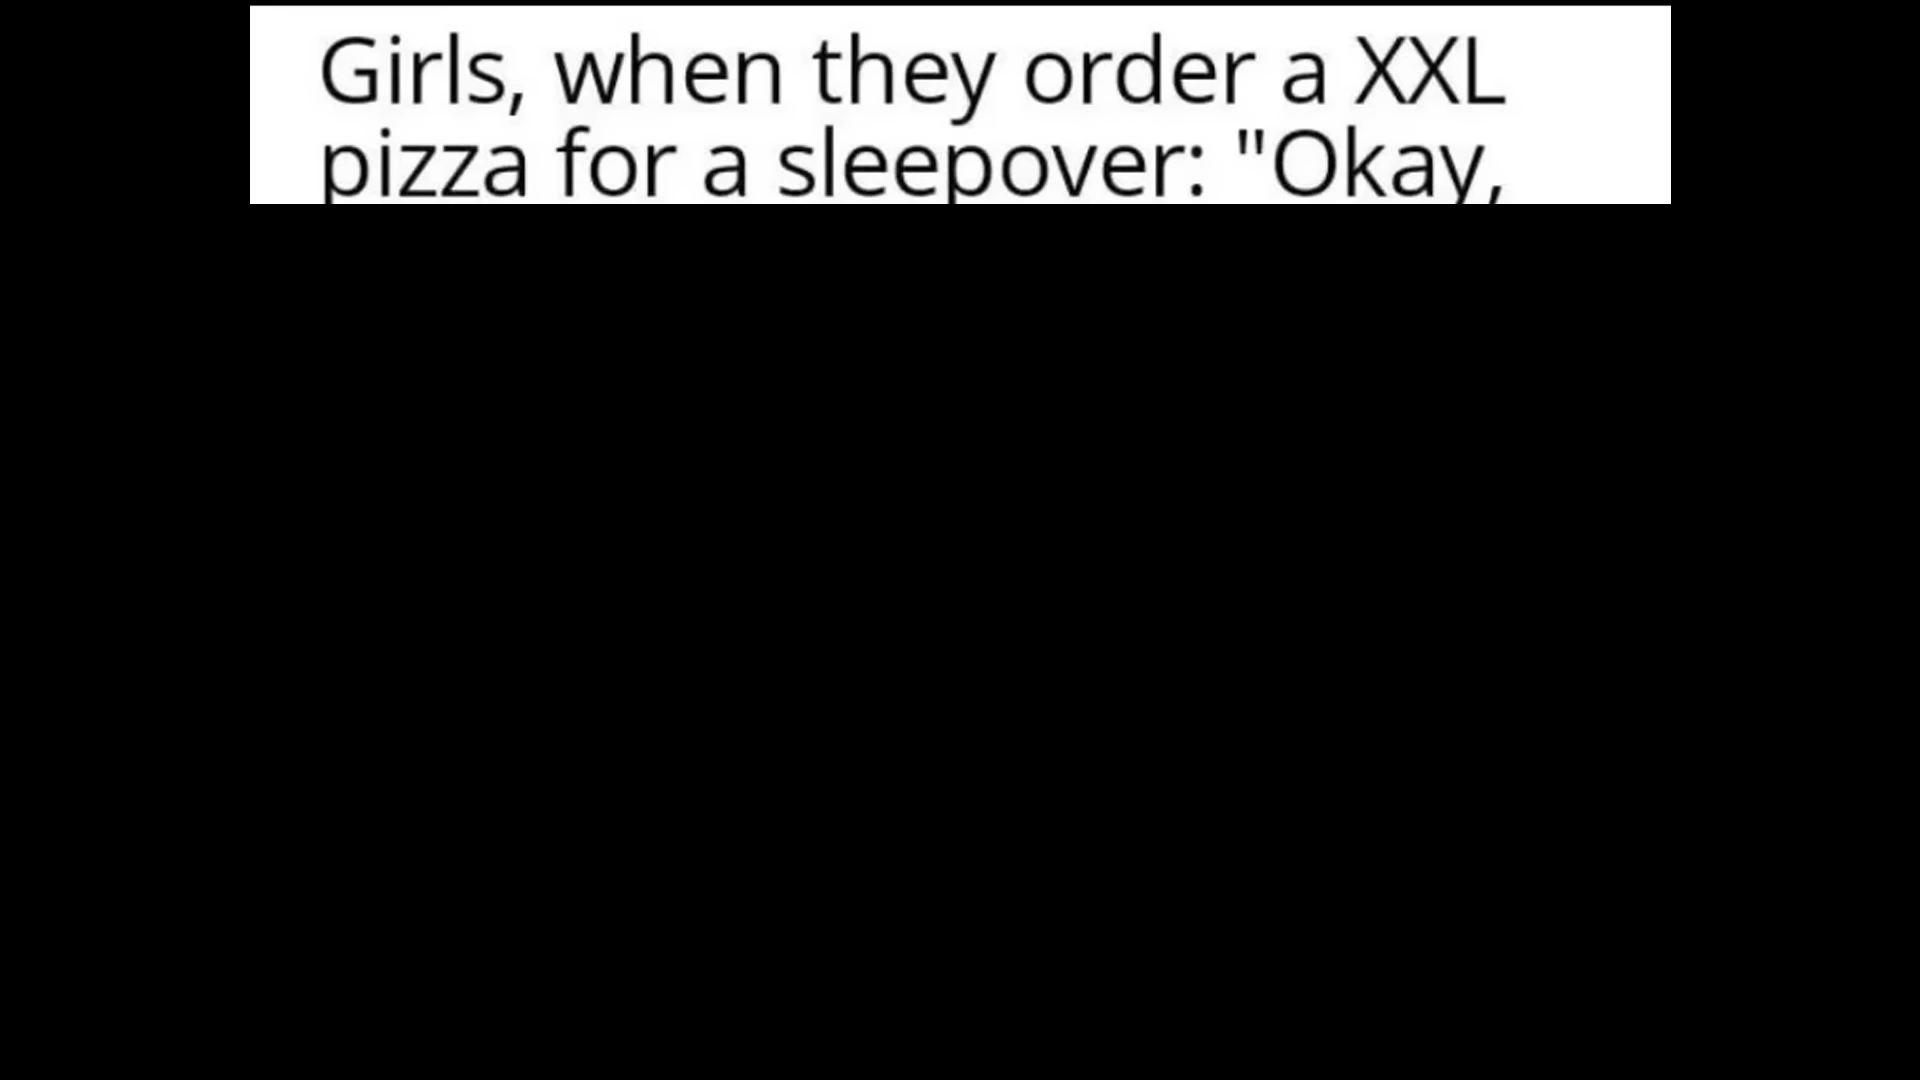 Girls, when they order a XXL
pizza for a sleepover: "Okay,